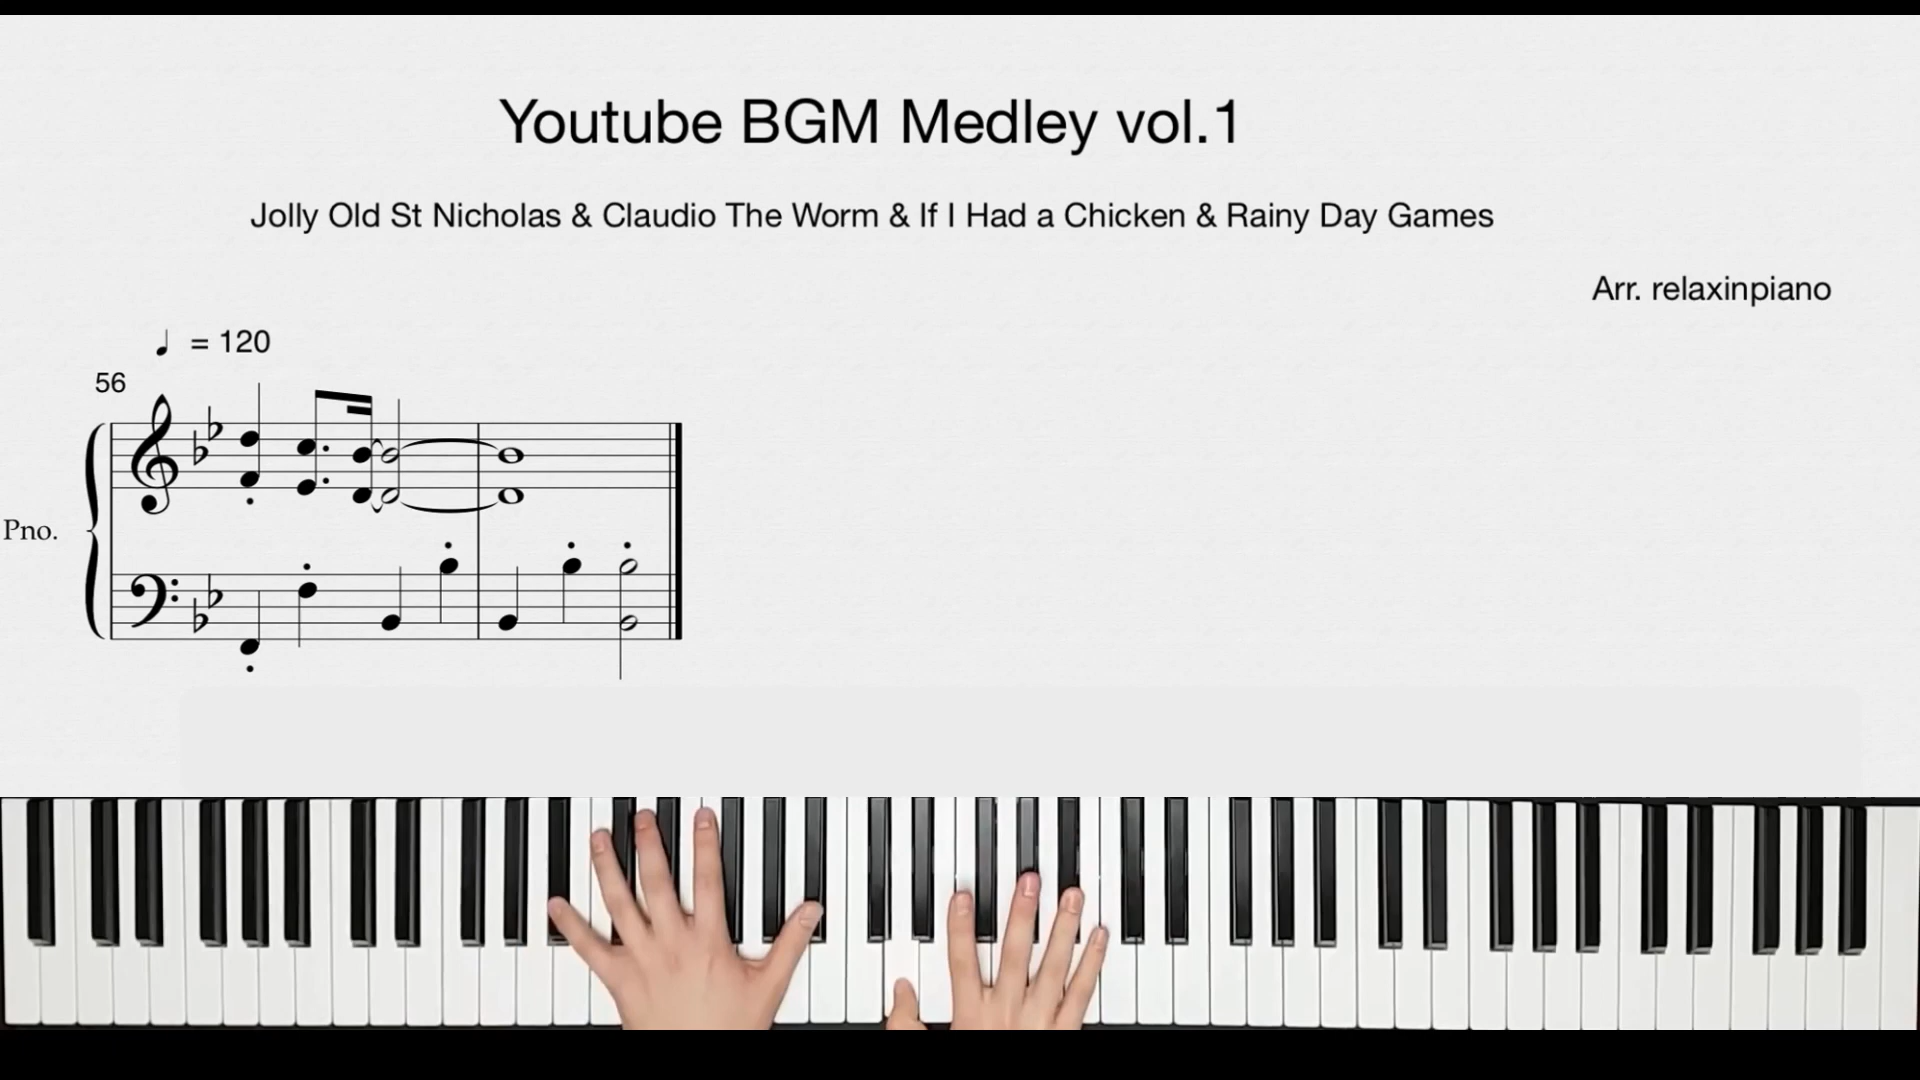 Youtube BGM Medley vol.1
Jolly Old St Nicholas & Claudio The Worm & If I Had a Chicken & Rainy Day Games
Arr. relaxinpiano
♩ = 120
56
Pno.